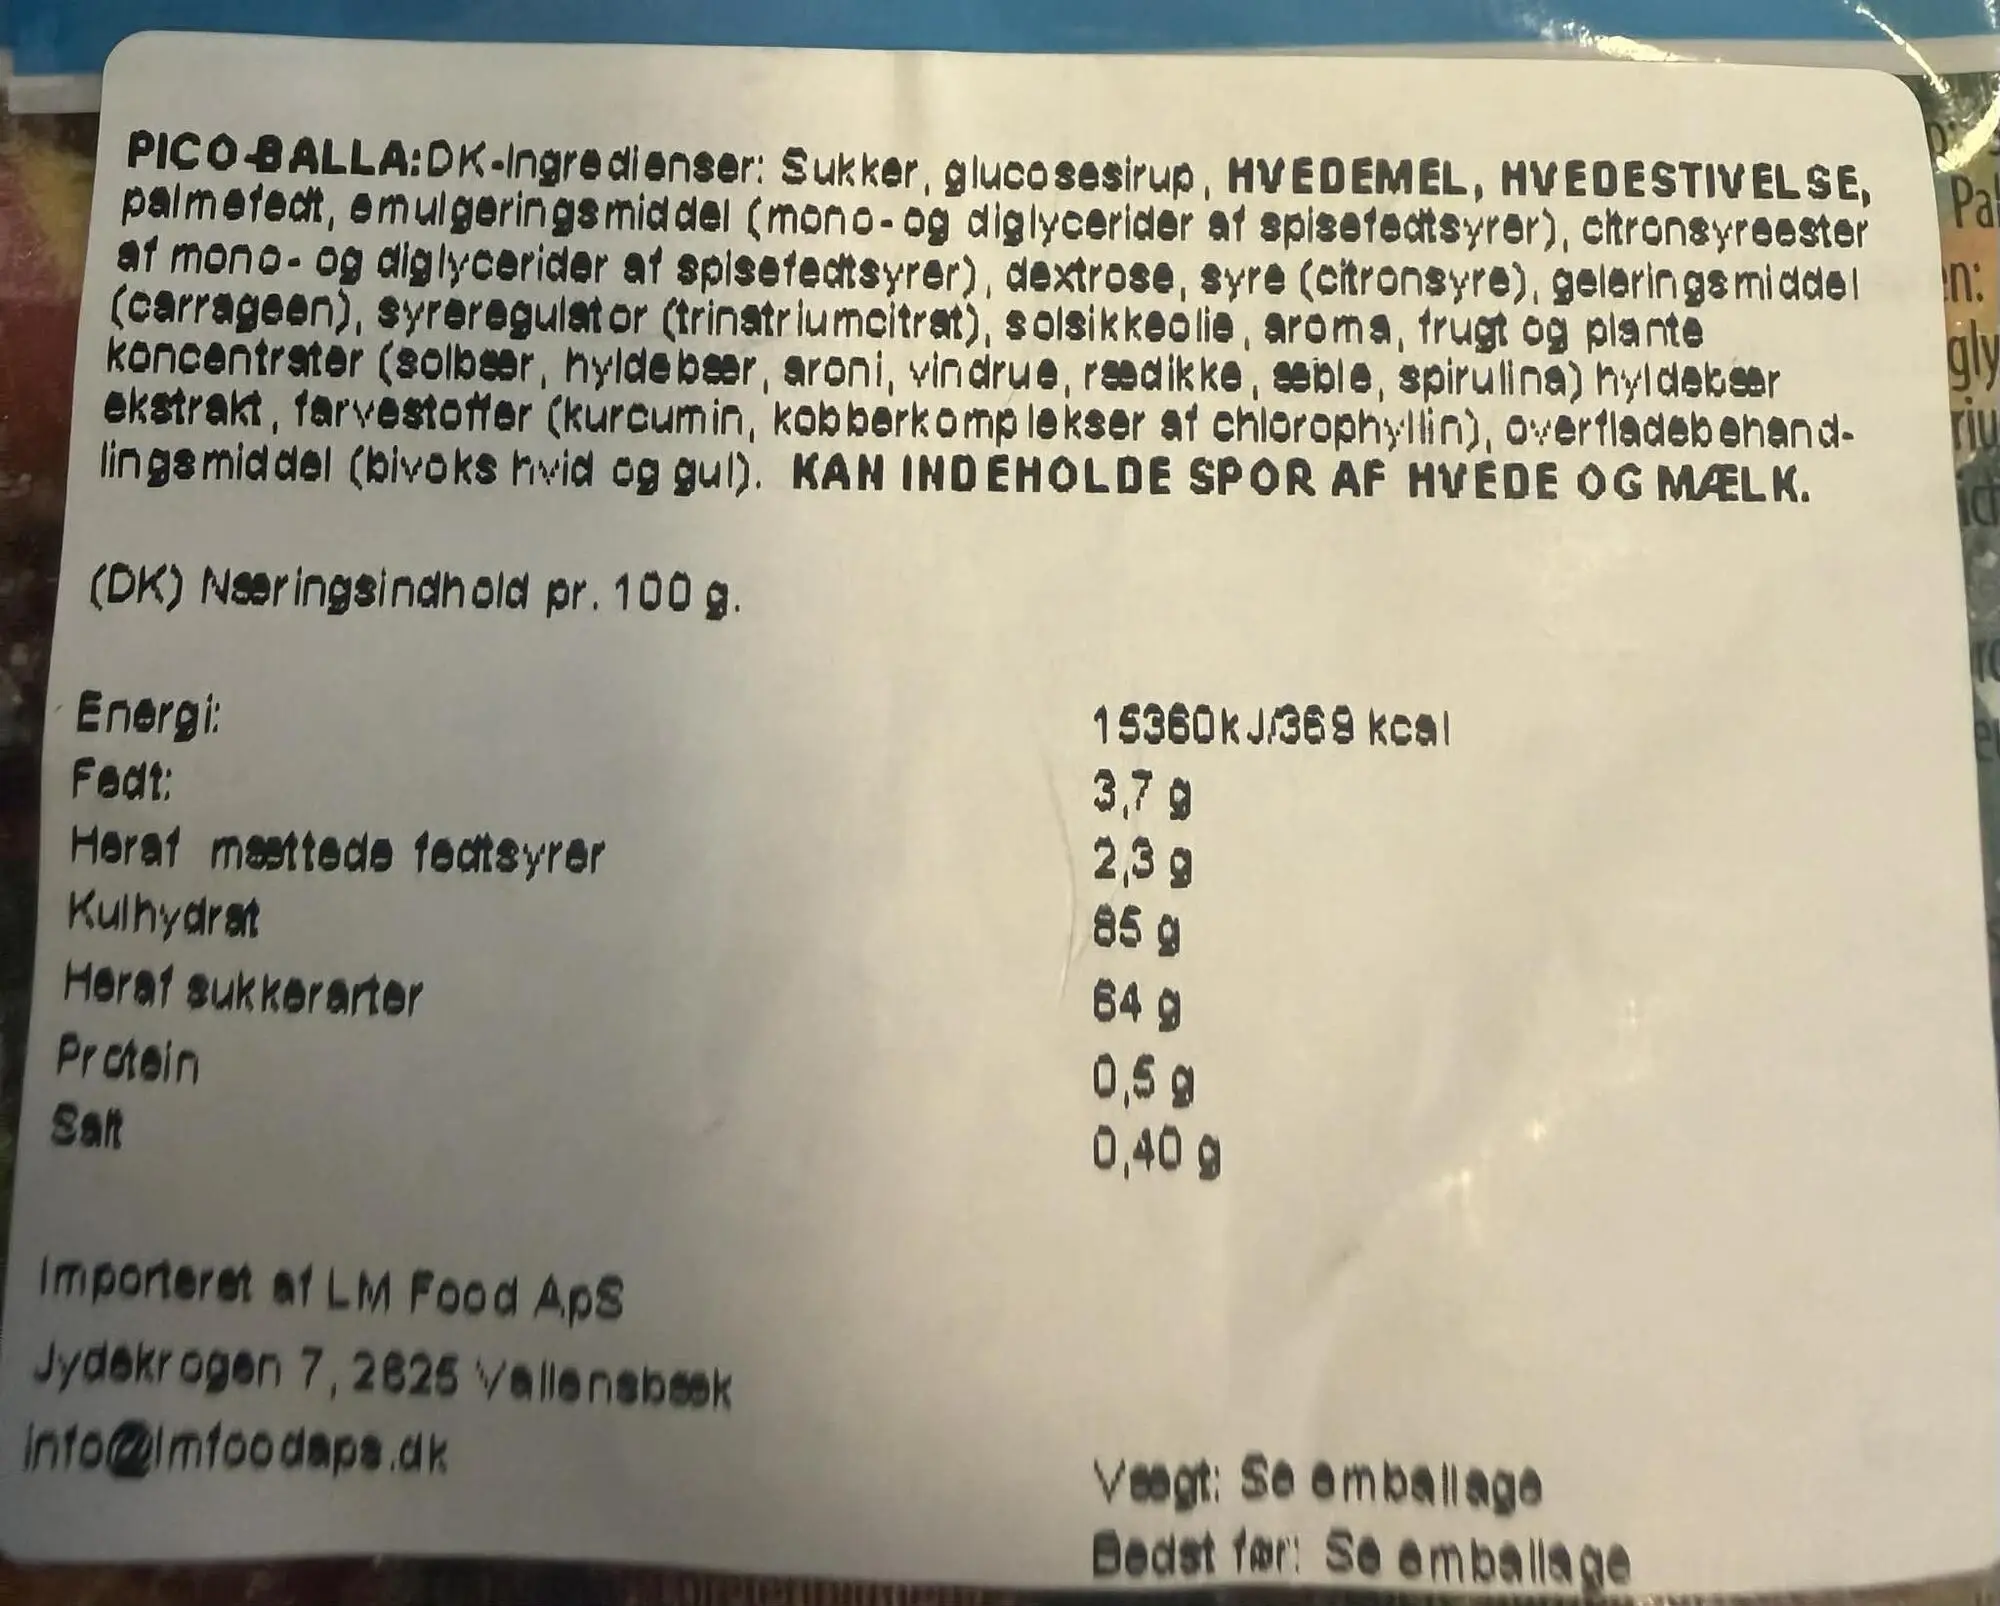 PICO-BALLA:DK-Ingredienser: Sukker, glucosesirup, HVEDEMEL, HVEDESTIVELSE,
palmefedt, emulgeringsmiddel (mono- og diglycerider af spisefedtsyrer), citronsyreester
af mono- og diglycerider af spisefedtsyrer), dextrose, syre (citronsyre), geleringsmiddel
(carrageen), syreregulator (trinatriumcitrat), solsikkeolie, aroma, frugt og plante
koncentrater (solbær, hyldebær, aroni, vindrue, rædikke, æble, spirulina) hyldebær
ekstrakt, farvestoffer (kurcumin, kobberkomplekser af chlorophyllin), overfladebehand-
lingsmiddel (bivoks hvid og gul). KAN INDEHOLDE SPOR AF HVEDE OG MÆLK.
(DK) Næringsindhold pr. 100 g.
Energi: 15360kJ/369 kcal
Fedt: 3,7 g
Heraf mættede fedtsyrer 2,3 g
Kulhydrat 85 g
Heraf sukkerarter 64 g
Protein 0,5 g
Salt 0,40 g
Importeret af LM Food ApS
Jydekrogen 7, 2625 Vallensbæk
info@lmfoodaps.dk
Vægt: Se emballage
Bedst før: Se emballage